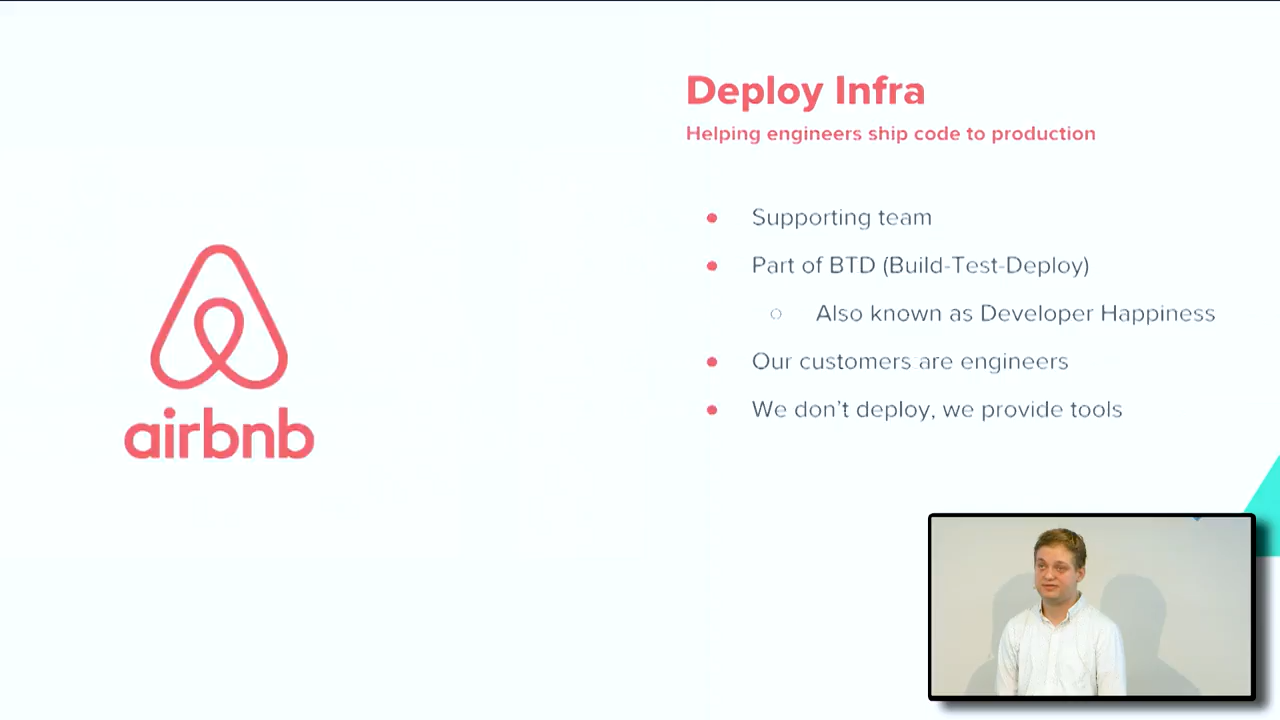 Deploy Infra
Helping engineers ship code to production
Supporting team
Part of BTD (Build-Test-Deploy)
Also known as Developer Happiness
Our customers are engineers
We don't deploy, we provide tools
airbnb